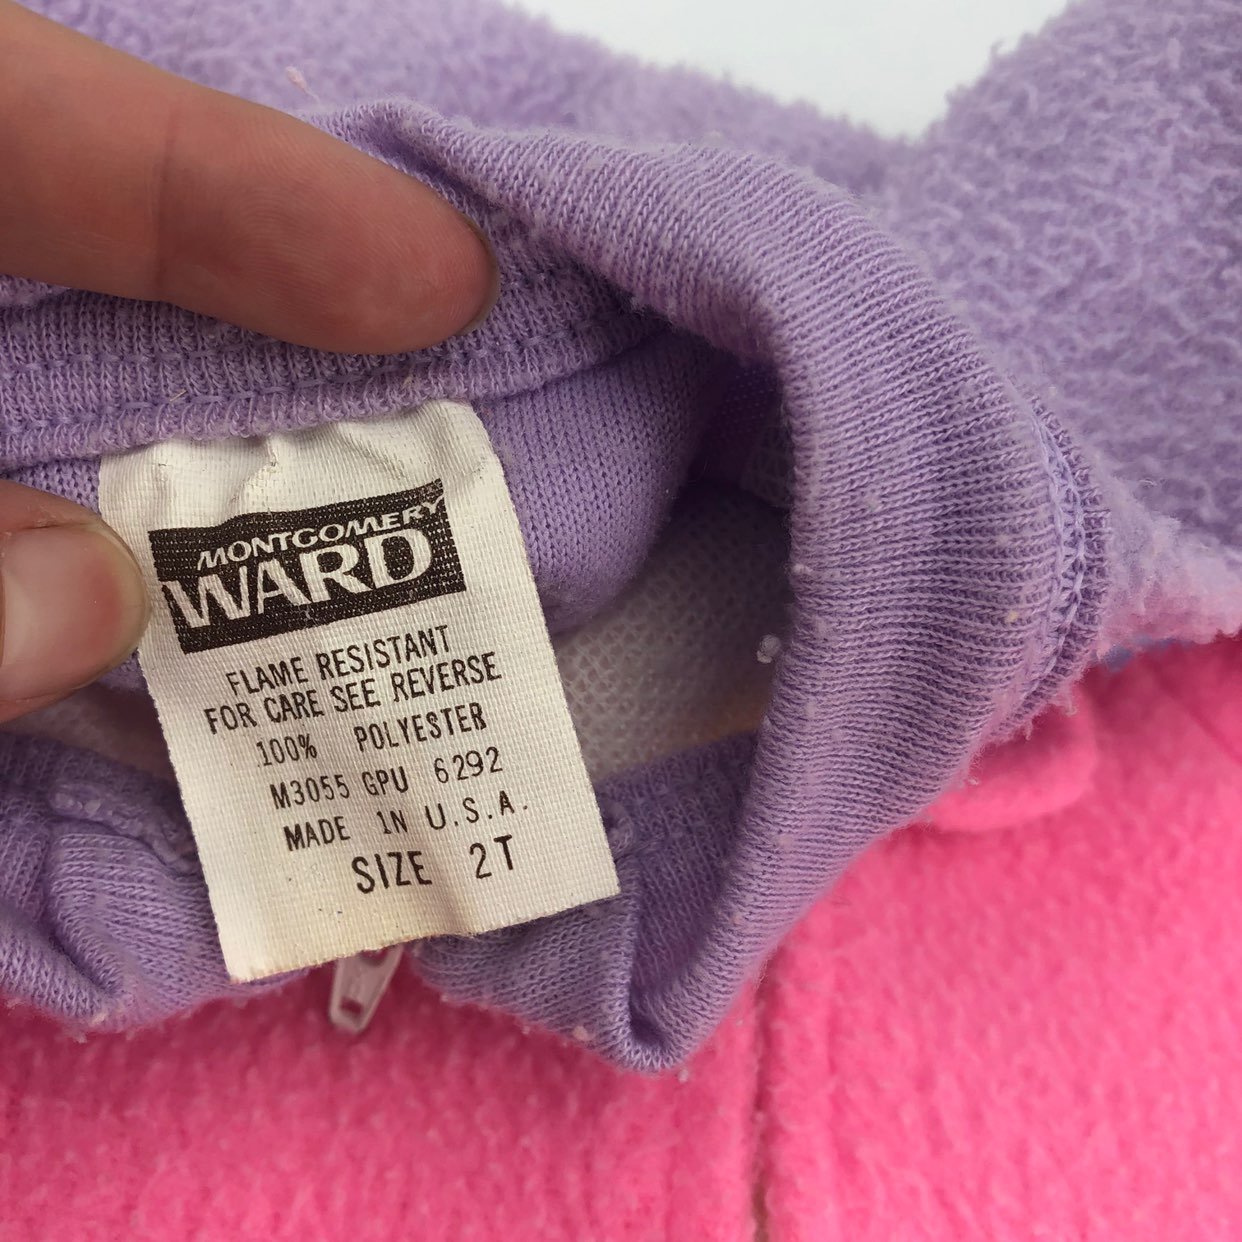 MONTGOMERY
WARD
FLAME RESISTANT
FOR CARE SEE REVERSE
100% POLYESTER
M3055 GPU 6292
MADE IN U.S.A.
SIZE 2T